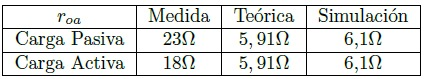 r_oa Medida Teórica Simulación
Carga Pasiva 23Ω 5,91Ω 6,1Ω
Carga Activa 18Ω 5,91Ω 6,1Ω